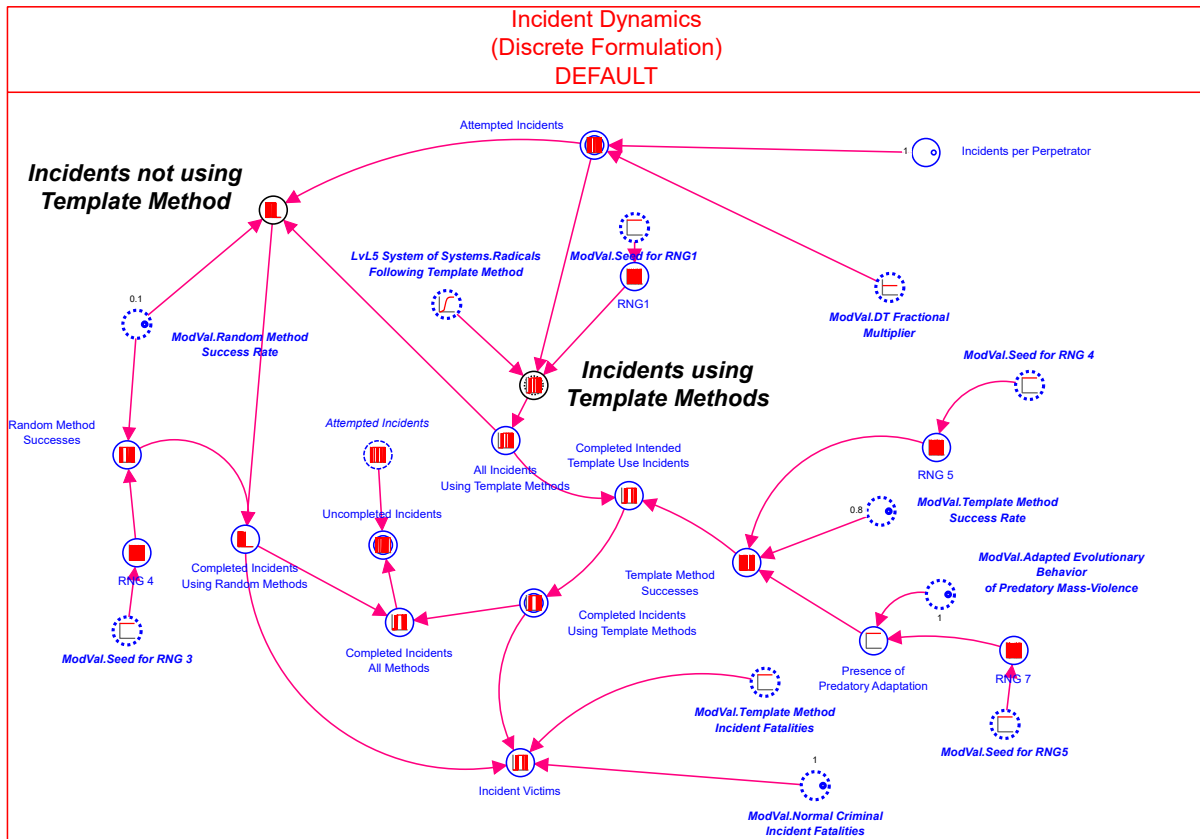 Incident Dynamics
(Discrete Formulation)
DEFAULT
Attempted Incidents
1
Incidents per Perpetrator
Incidents not using
Template Method
LvL5 System of Systems.Radicals
Following Template Method
ModVal.Seed for RNG1
RNG1
ModVal.DT Fractional
Multiplier
0.1
ModVal.Random Method
Success Rate
ModVal.Seed for RNG 4
Incidents using
Template Methods
Random Method
Successes
Attempted Incidents
All Incidents
Using Template Methods
Completed Intended
Template Use Incidents
RNG 5
0.8
ModVal.Template Method
Success Rate
Uncompleted Incidents
RNG 4
Completed Incidents
Using Random Methods
Template Method
Successes
ModVal.Adapted Evolutionary
Behavior
of Predatory Mass-Violence
1
ModVal.Seed for RNG 3
Completed Incidents
All Methods
Completed Incidents
Using Template Methods
Presence of
Predatory Adaptation
RNG 7
ModVal.Template Method
Incident Fatalities
ModVal.Seed for RNG5
Incident Victims
1
ModVal.Normal Criminal
Incident Fatalities